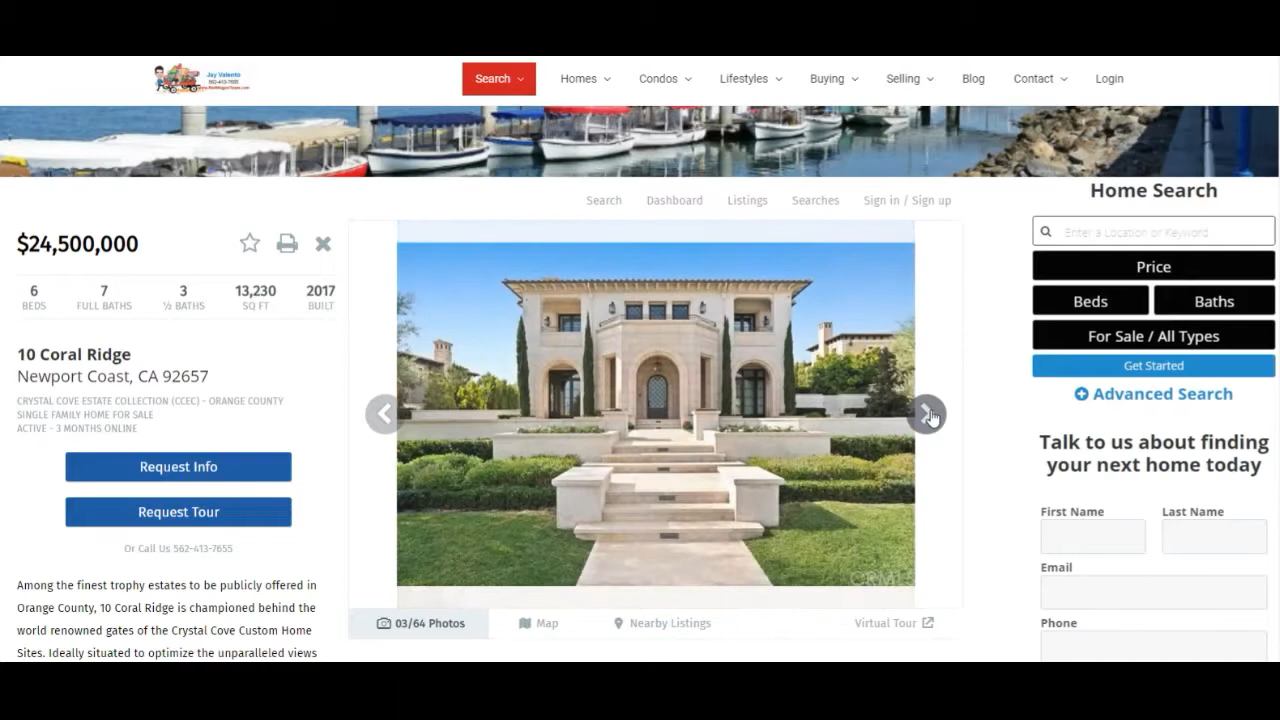 Jay Valento
562-413-7655
www.RedWagonTeam.com
Search
Homes
Condos
Lifestyles
Buying
Selling
Blog
Contact
Login
Search
Dashboard
Listings
Searches
Sign in / Sign up
$24,500,000
6 7 3 13,230 2017
BEDS FULL BATHS ½ BATHS SQ FT BUILT
10 Coral Ridge
Newport Coast, CA 92657
CRYSTAL COVE ESTATE COLLECTION (CCEC) - ORANGE COUNTY
SINGLE FAMILY HOME FOR SALE
ACTIVE - 3 MONTHS ONLINE
Request Info
Request Tour
Or Call Us 562-413-7655
Among the finest trophy estates to be publicly offered in
Orange County, 10 Coral Ridge is championed behind the
world renowned gates of the Crystal Cove Custom Home
Sites. Ideally situated to optimize the unparalleled views
CRMLS
03/64 Photos
Map
Nearby Listings
Virtual Tour
Home Search
Enter a Location or Keyword
Price
Beds
Baths
For Sale / All Types
Get Started
Advanced Search
Talk to us about finding
your next home today
First Name
Last Name
Email
Phone